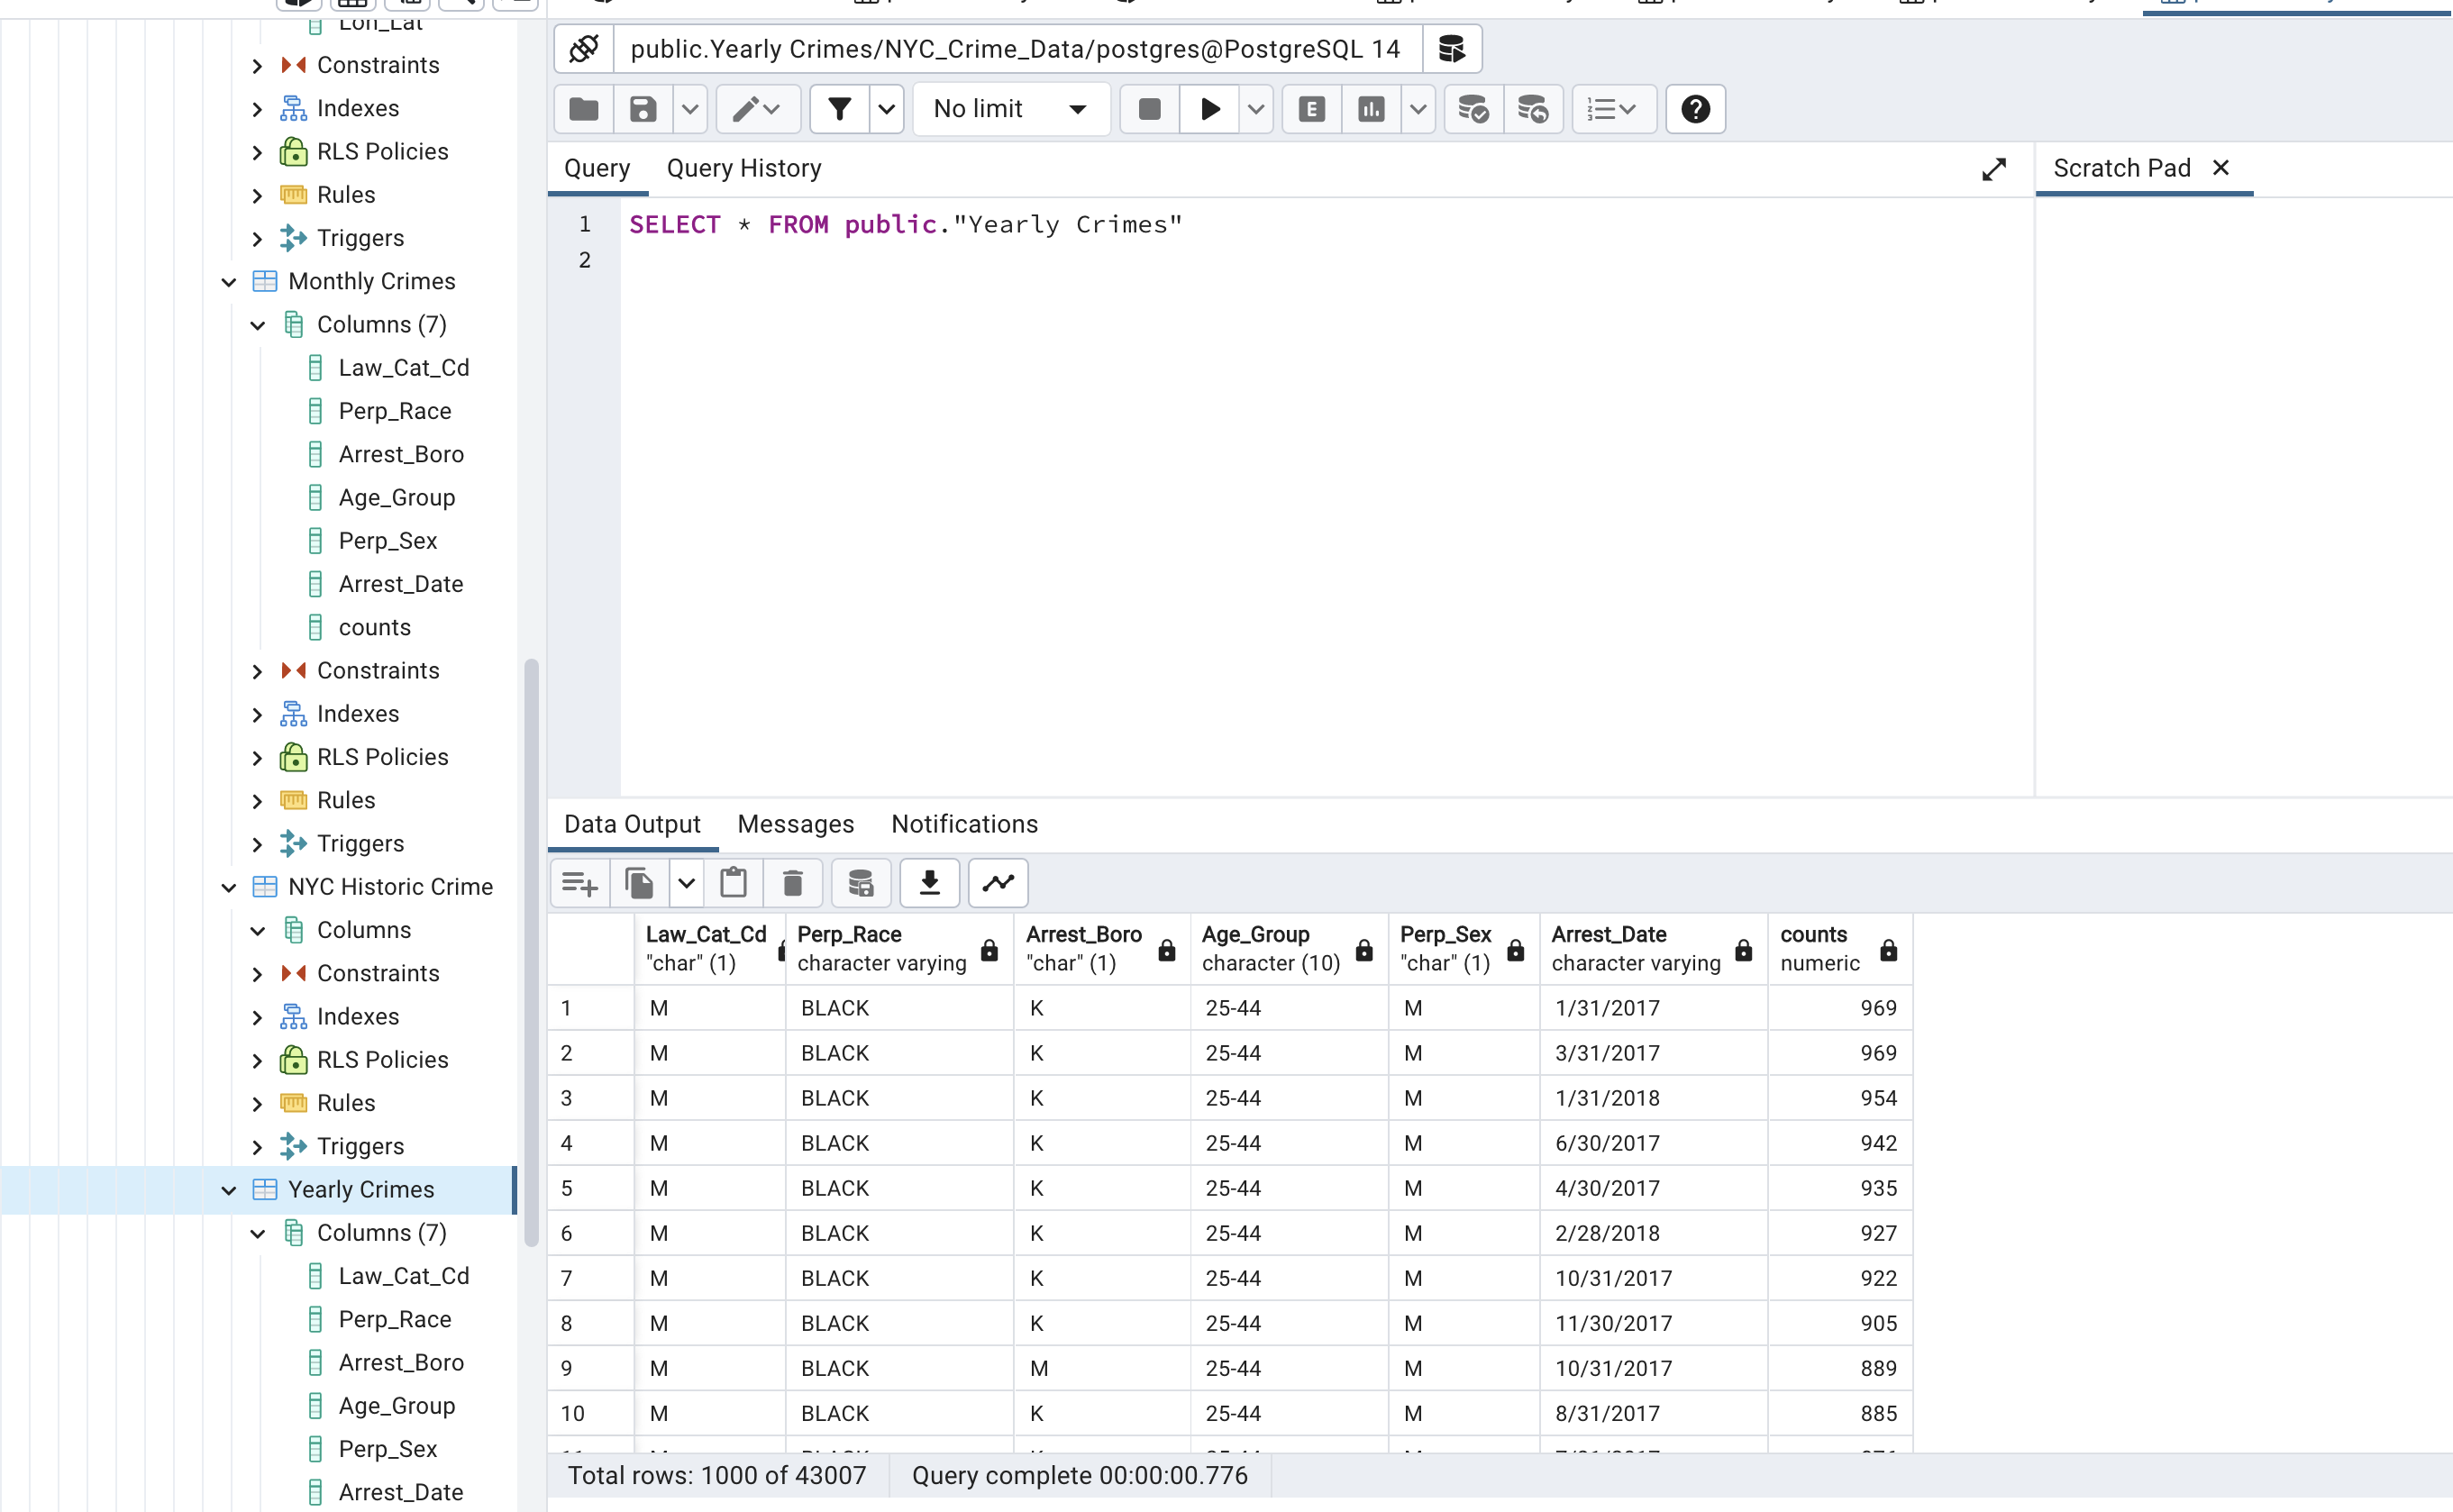 Lon_Lat
Constraints
Indexes
RLS Policies
Rules
Triggers
Monthly Crimes
Columns (7)
Law_Cat_Cd
Perp_Race
Arrest_Boro
Age_Group
Perp_Sex
Arrest_Date
counts
Constraints
Indexes
RLS Policies
Rules
Triggers
NYC Historic Crime
Columns
Constraints
Indexes
RLS Policies
Rules
Triggers
Yearly Crimes
Columns (7)
Law_Cat_Cd
Perp_Race
Arrest_Boro
Age_Group
Perp_Sex
Arrest_Date
public.Yearly Crimes/NYC_Crime_Data/postgres@PostgreSQL 14
No limit
E
?
Query Query History
Scratch Pad
1 SELECT * FROM public."Yearly Crimes"
2
Data Output Messages Notifications
Law_Cat_Cd Perp_Race Arrest_Boro Age_Group Perp_Sex Arrest_Date counts
"char" (1) character varying "char" (1) character (10) "char" (1) character varying numeric
1 M BLACK K 25-44 M 1/31/2017 969
2 M BLACK K 25-44 M 3/31/2017 969
3 M BLACK K 25-44 M 1/31/2018 954
4 M BLACK K 25-44 M 6/30/2017 942
5 M BLACK K 25-44 M 4/30/2017 935
6 M BLACK K 25-44 M 2/28/2018 927
7 M BLACK K 25-44 M 10/31/2017 922
8 M BLACK K 25-44 M 11/30/2017 905
9 M BLACK M 25-44 M 10/31/2017 889
10 M BLACK K 25-44 M 8/31/2017 885
Total rows: 1000 of 43007 Query complete 00:00:00.776